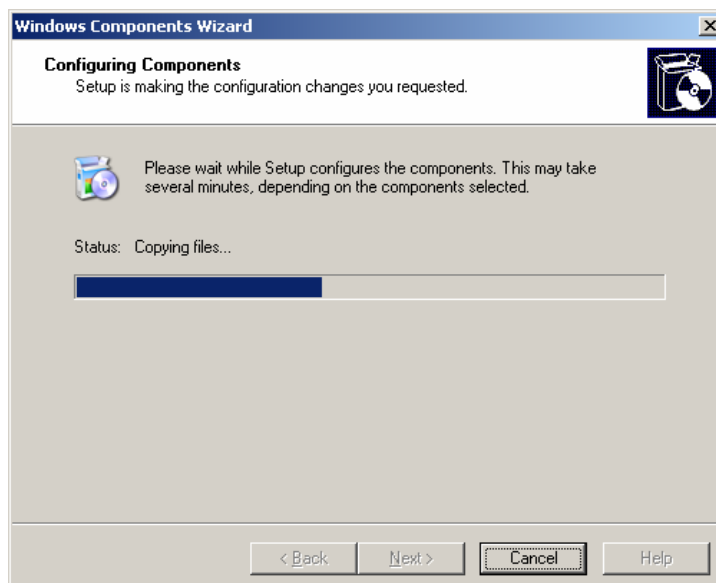 Windows Components Wizard
Configuring Components
Setup is making the configuration changes you requested.
Please wait while Setup configures the components. This may take
several minutes, depending on the components selected.
Status: Copying files...
< Back Next > Cancel Help